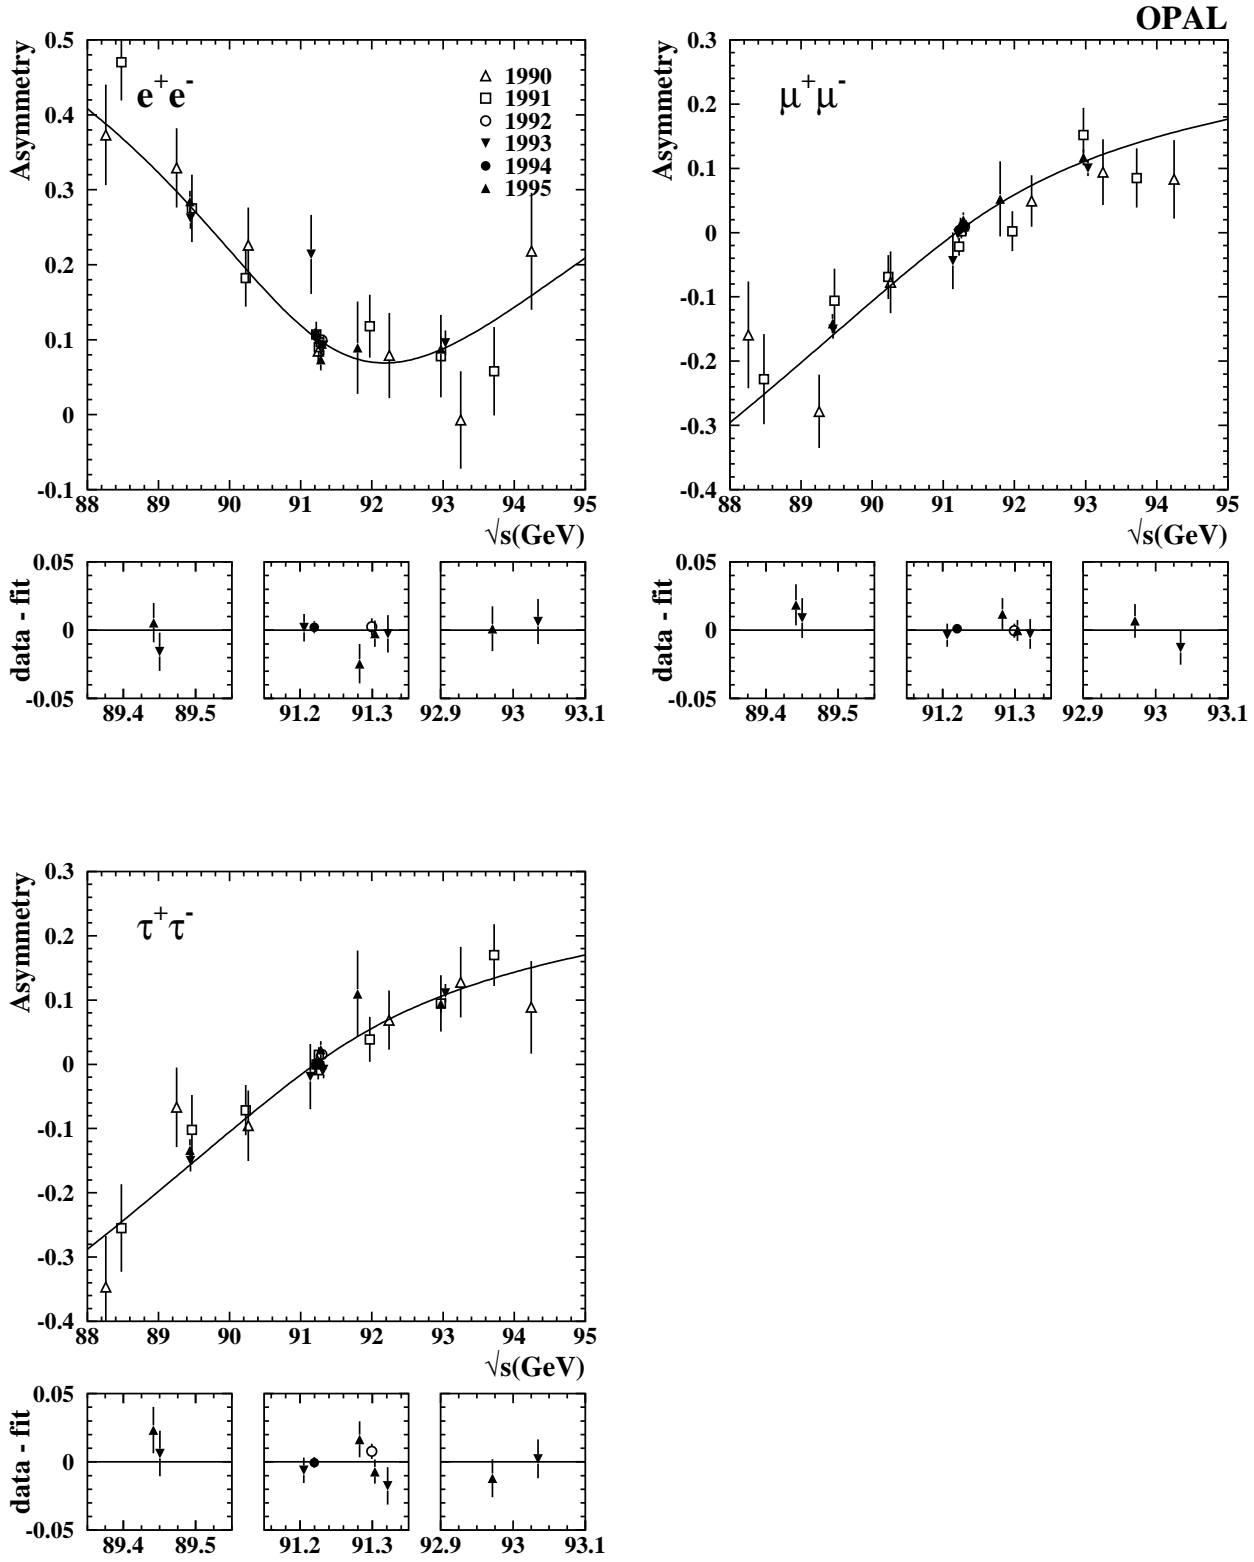 OPAL
Asymmetry
e+e-
△ 1990
□ 1991
○ 1992
▼ 1993
● 1994
▲ 1995
0.5
0.4
0.3
0.2
0.1
0
-0.1
88 89 90 91 92 93 94 95
√s(GeV)
data - fit
0.05
0
-0.05
89.4 89.5 91.2 91.3 92.9 93 93.1
Asymmetry
μ+μ-
0.3
0.2
0.1
0
-0.1
-0.2
-0.3
-0.4
88 89 90 91 92 93 94 95
√s(GeV)
data - fit
0.05
0
-0.05
89.4 89.5 91.2 91.3 92.9 93 93.1
Asymmetry
τ+τ-
0.3
0.2
0.1
0
-0.1
-0.2
-0.3
-0.4
88 89 90 91 92 93 94 95
√s(GeV)
data - fit
0.05
0
-0.05
89.4 89.5 91.2 91.3 92.9 93 93.1